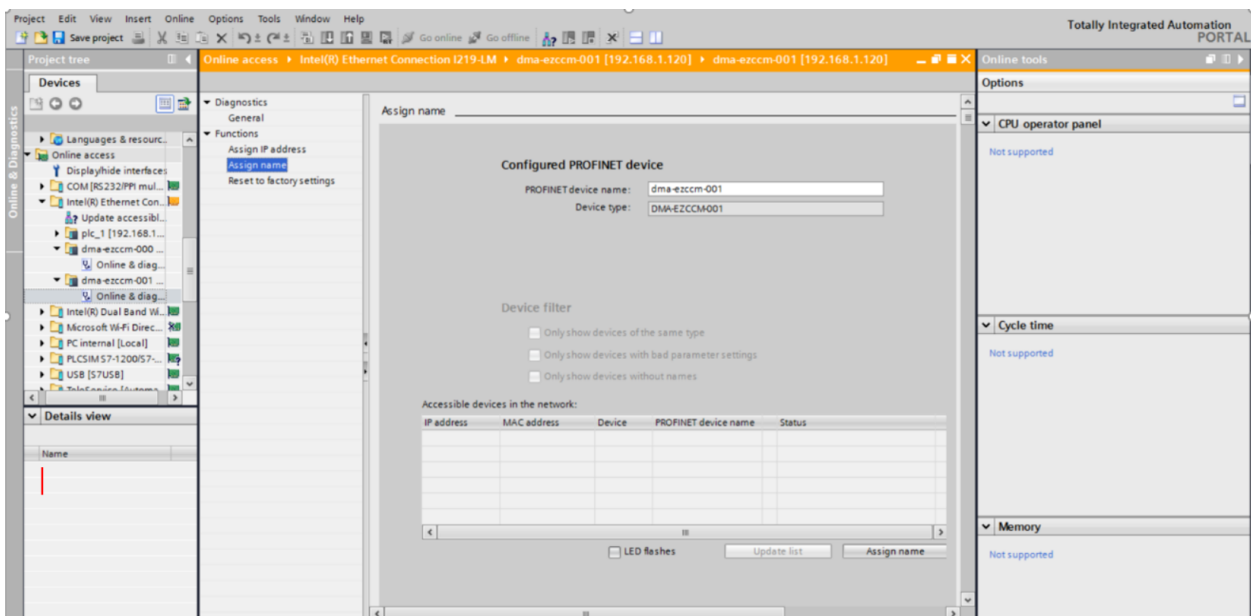 Project Edit View Insert Online Options Tools Window Help
Totally Integrated Automation
PORTAL
Save project Go online Go offline
Project tree
Online access Intel(R) Ethernet Connection I219-LM dma-ezccm-001 [192.168.1.120] dma-ezccm-001 [192.168.1.120]
Online tools
Devices
Options
Online & Diagnostics
Languages & resourc..
Online access
Display/hide interfaces
COM [RS232/PPI mul...
Intel(R) Ethernet Con..
Update accessibl..
plc_1 [192.168.1....
dma-ezccm-000 ...
Online & diag...
dma-ezccm-001 ...
Online & diag...
Intel(R) Dual Band Wi..
Microsoft Wi-Fi Direc...
PC internal [Local]
PLCSIM S7-1200/S7-...
USB [S7USB]
TeleService [Automa...
Details view
Name
Diagnostics
General
Functions
Assign IP address
Assign name
Reset to factory settings
Assign name
Configured PROFINET device
PROFINET device name: dma-ezccm-001
Device type: DMA-EZCCM-001
Device filter
Only show devices of the same type
Only show devices with bad parameter settings
Only show devices without names
Accessible devices in the network:
IP address MAC address Device PROFINET device name Status
LED flashes Update list Assign name
CPU operator panel
Not supported
Cycle time
Not supported
Memory
Not supported